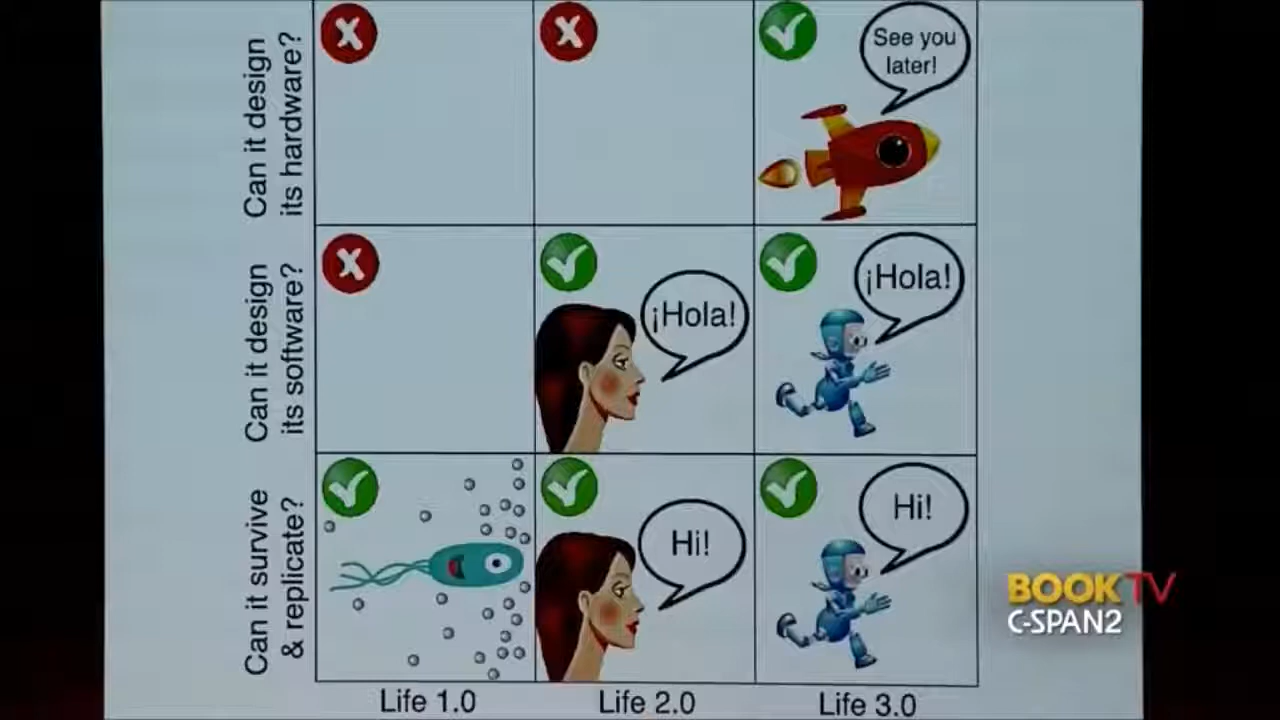 Can it design
its hardware?
See you
later!
Can it design
its software?
¡Hola!
¡Hola!
Can it survive
& replicate?
Hi!
Hi!
Life 1.0
Life 2.0
Life 3.0
BOOK TV
C-SPAN2